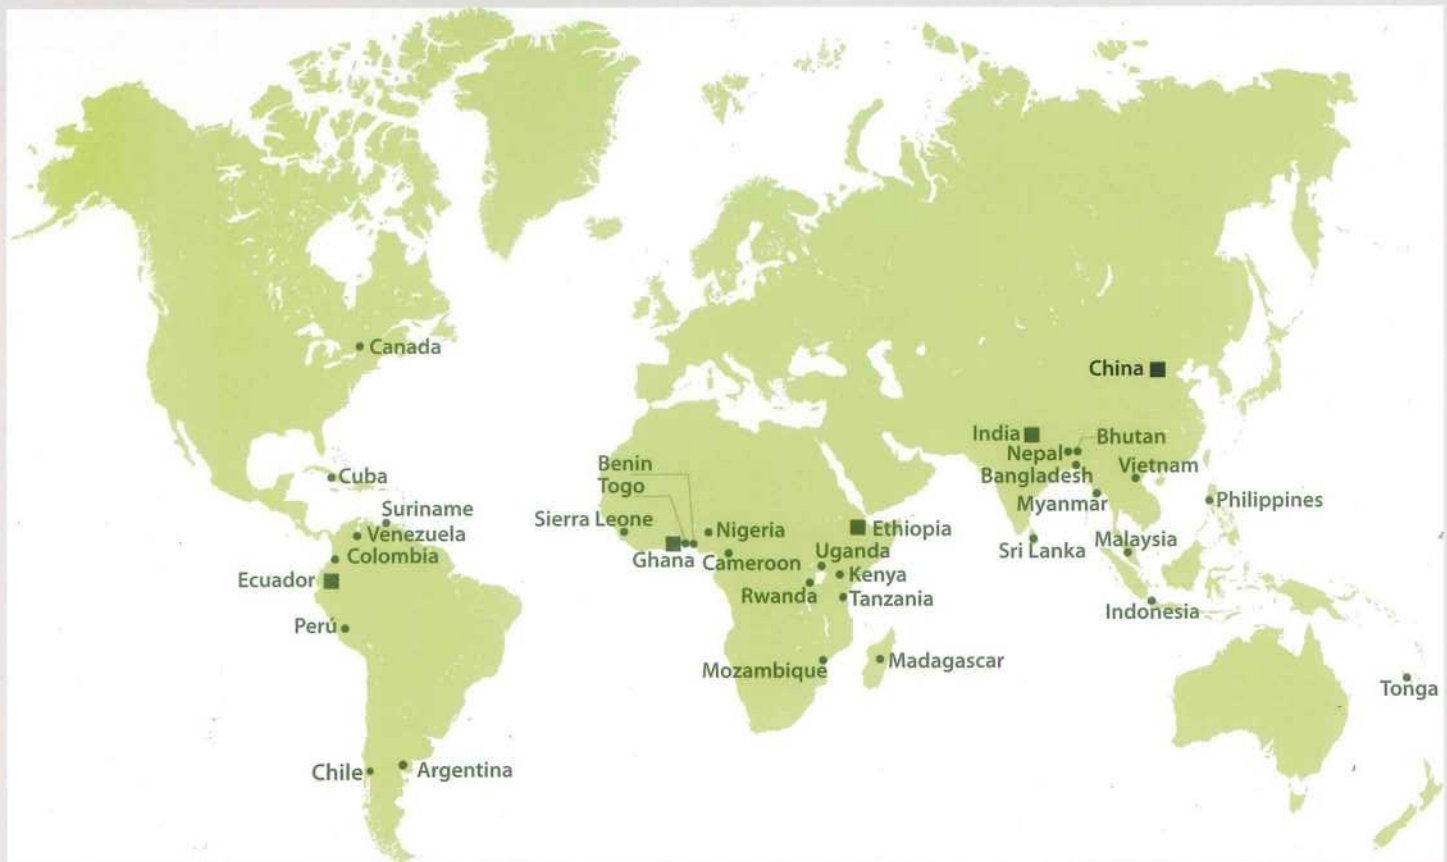 Canada
China
India
Bhutan
Nepal
Bangladesh
Vietnam
Myanmar
Philippines
Cuba
Benin
Togo
Suriname
Sierra Leone
Nigeria
Ethiopia
Venezuela
Sri Lanka
Malaysia
Colombia
Ghana
Cameroon
Uganda
Ecuador
Kenya
Rwanda
Tanzania
Indonesia
Perú
Mozambique
Madagascar
Tonga
Chile
Argentina